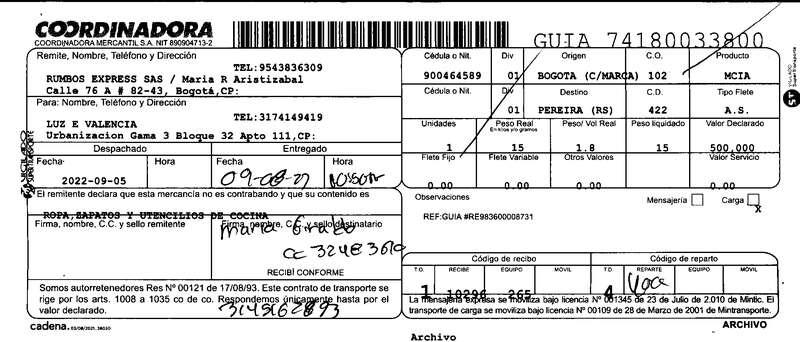 COORDINADORA
COORDINADORA MERCANTIL S.A. NIT 890904713-2
GUIA 74180033800
Remite, Nombre, Teléfono y Dirección
TEL:9543836309
RUMBOS EXPRESS SAS / Maria R Aristizabal
Calle 76 A # 82-43, Bogotá,CP:
Para: Nombre, Teléfono y Dirección
TEL:3174149419
LUZ E VALENCIA
Urbanizacion Gama 3 Bloque 32 Apto 111,CP:
Cédula o Nit. Div Origen C.O. Producto
900464589 01 BOGOTA (C/MARCA) 102 MCIA
Cédula o Nit. Div Destino C.D. Tipo Flete
01 PEREIRA (RS) 422 A.S.
Unidades Peso Real Peso/ Vol Real Peso liquidado Valor Declarado
En kilos y/o gramos
1 15 1.8 15 500,000
Flete Fijo Flete Variable Otros Valores Valor Servicio
0.00 0.00 0.00 0.00
Despachado Entregado
Fecha Hora Fecha Hora
2022-09-05
El remitente declara que esta mercancía no es contrabando y que su contenido es
ROPA,ZAPATOS Y UTENCILIOS DE COCINA
Firma, nombre, C.C. y sello remitente
Firma, nombre, C.C. y sello destinatario
Maria
CC
RECIBÍ CONFORME
Observaciones
Mensajería Carga
X
REF:GUIA #RE983600008731
Código de recibo Código de reparto
T.D. RECIBE EQUIPO MÓVIL T.D. REPARTE EQUIPO MÓVIL
1 10296 265 4
Somos autorretenedores Res Nº 00121 de 17/08/93. Este contrato de transporte se
rige por los arts. 1008 a 1035 co de co. Respondemos únicamente hasta por el
valor declarado.
3145162893
La mensajería expresa se moviliza bajo licencia Nº 001345 de 23 de Julio de 2.010 de Mintic. El
transporte de carga se moviliza bajo licencia Nº 00109 de 28 de Marzo de 2001 de Mintransporte.
cadena. 03/08/2021.38030
ARCHIVO
Archivo